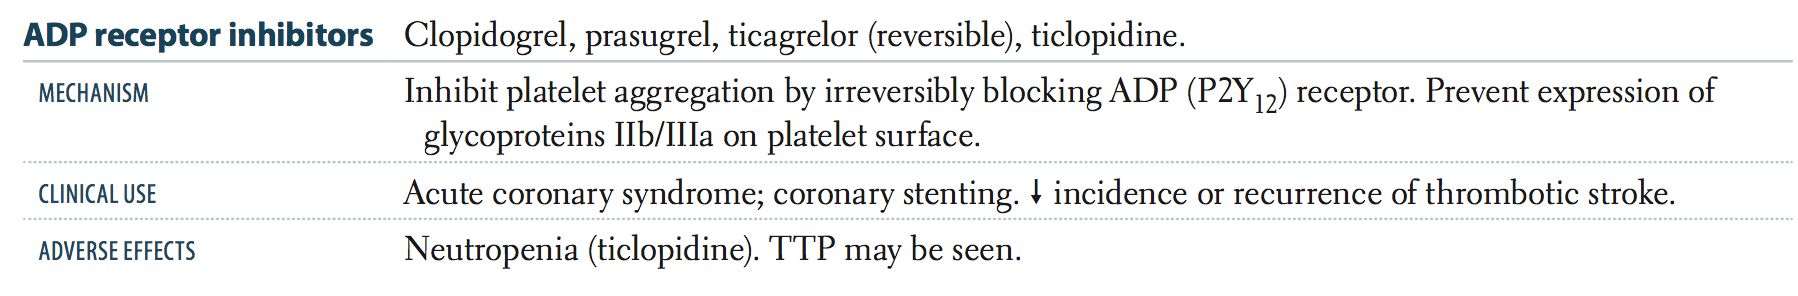 ADP receptor inhibitors Clopidogrel, prasugrel, ticagrelor (reversible), ticlopidine.
MECHANISM Inhibit platelet aggregation by irreversibly blocking ADP (P2Y12) receptor. Prevent expression of
glycoproteins IIb/IIIa on platelet surface.
CLINICAL USE Acute coronary syndrome; coronary stenting. ↓ incidence or recurrence of thrombotic stroke.
ADVERSE EFFECTS Neutropenia (ticlopidine). TTP may be seen.